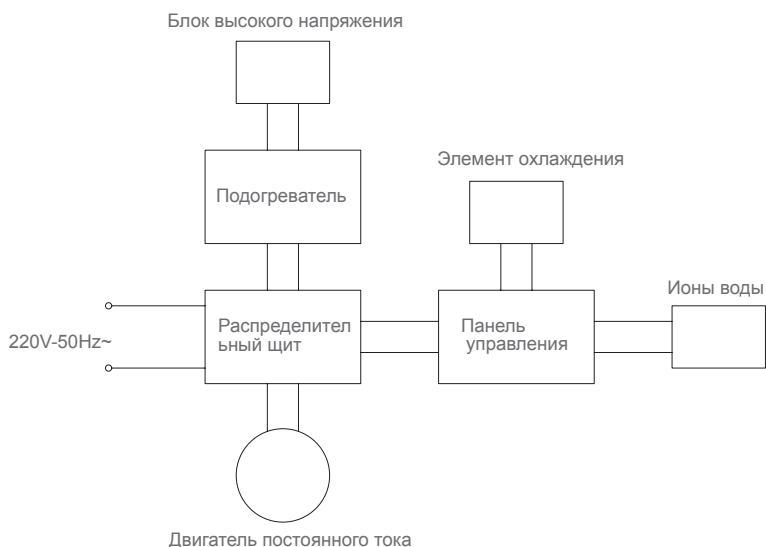 Блок высокого напряжения
Элемент охлаждения
Подогреватель
Ионы воды
220V-50Hz~
Распределител
ьный щит
Панель
управления
Двигатель постоянного тока